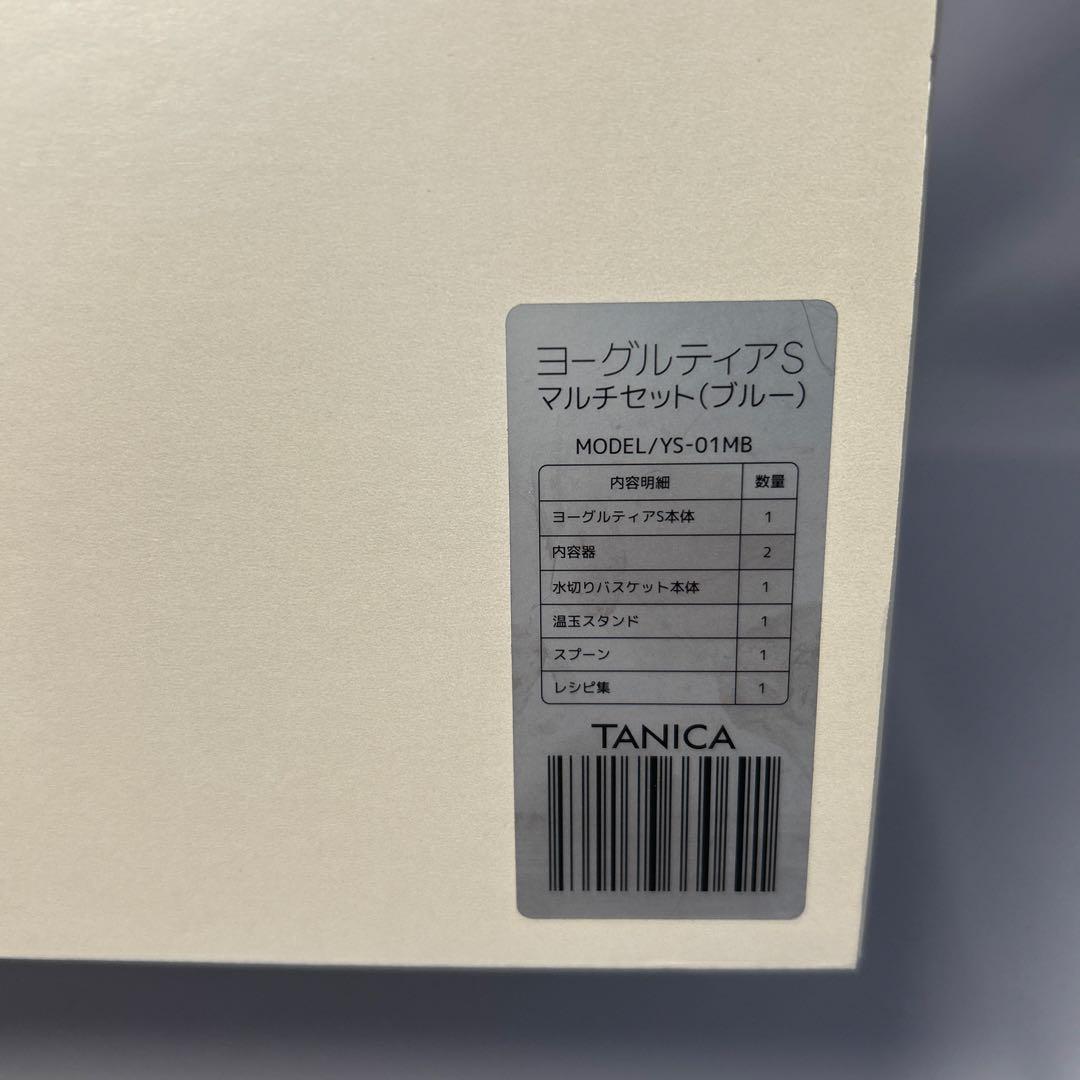 ヨーグルティアS
マルチセット(ブルー)
MODEL/YS-01MB
内容明細 数量
ヨーグルティアS本体 1
内容器 2
水切りバスケット本体 1
温玉スタンド 1
スプーン 1
レシピ集 1
TANICA